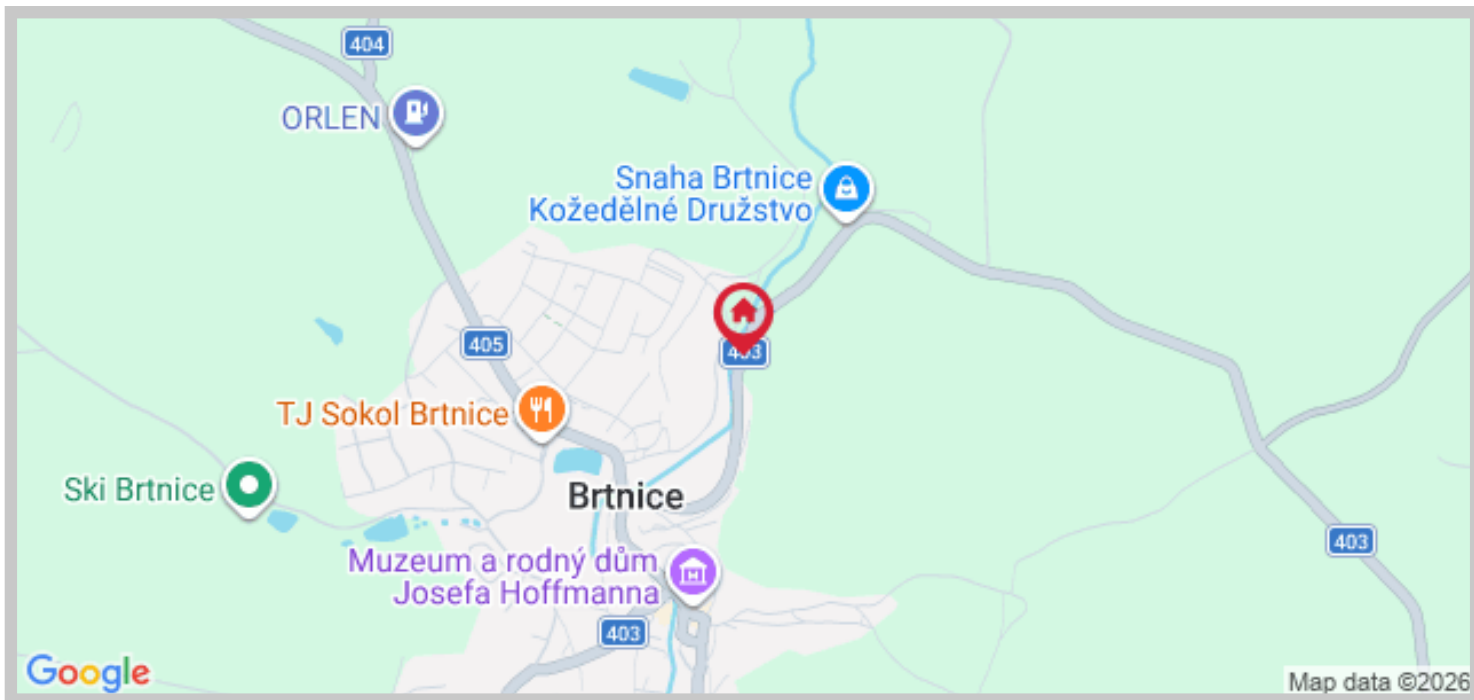 404
ORLEN
Snaha Brtnice
Kožedělné Družstvo
405
403
TJ Sokol Brtnice
Ski Brtnice
Brtnice
403
Muzeum a rodný dům
Josefa Hoffmanna
403
Google
Map data ©2026